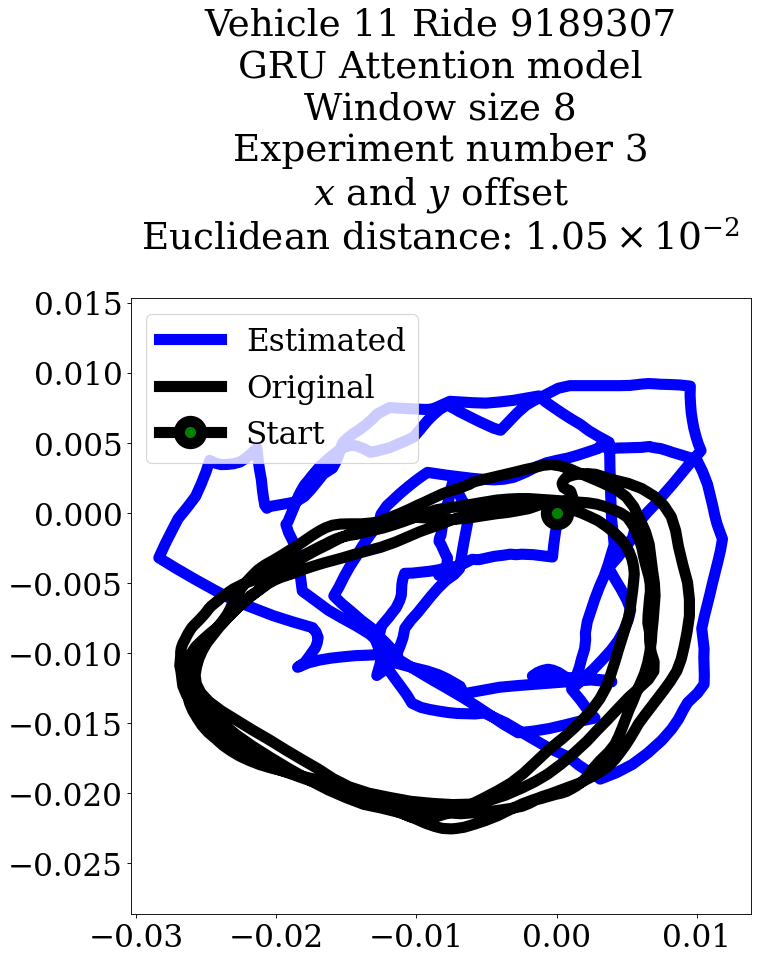 Vehicle 11 Ride 9189307
GRU Attention model
Window size 8
Experiment number 3
x and y offset
Euclidean distance: 1.05 × 10⁻²
0.015
0.010
0.005
0.000
−0.005
−0.010
−0.015
−0.020
−0.025
Estimated
Original
Start
−0.03 −0.02 −0.01 0.00 0.01